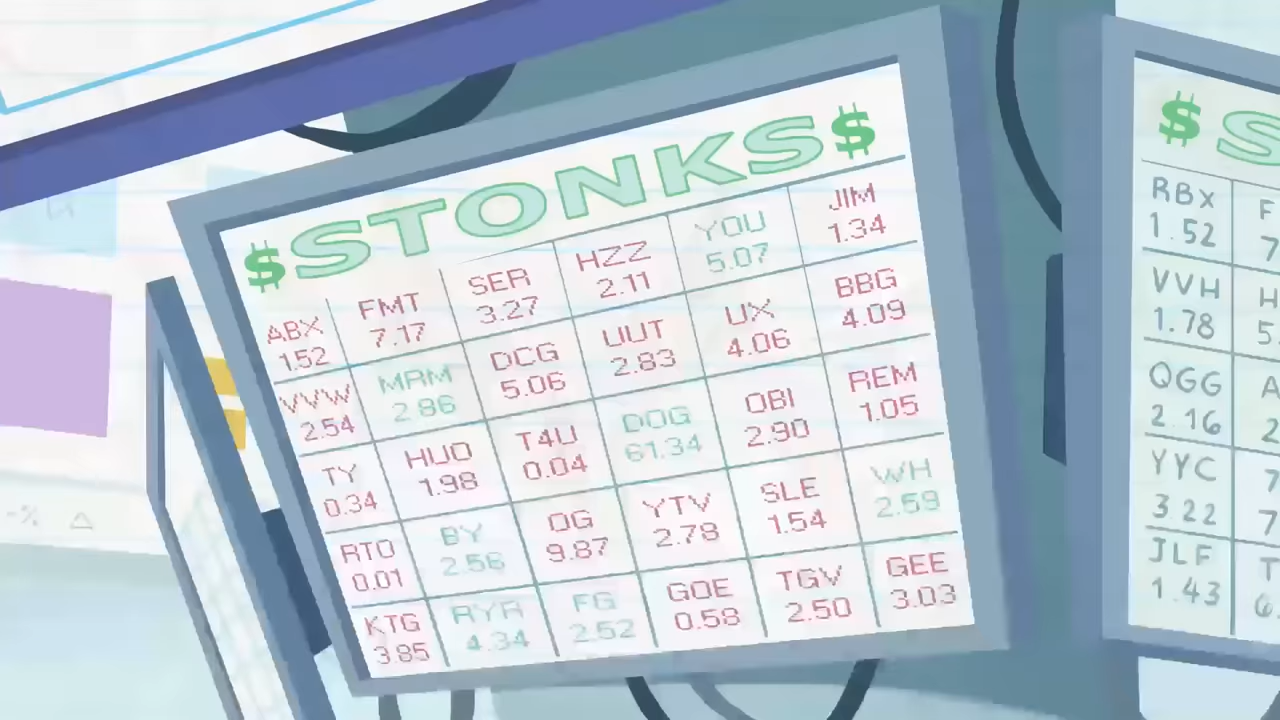 $STONKS$
ABX FMT SER HZZ YOU JIM
1.52 7.17 3.27 2.11 5.07 1.34
VVW MRM DCG UUT UX BBG
2.54 2.86 5.06 2.83 4.06 4.09
TY HUO T4U DOG OBI REM
0.34 1.98 0.04 61.34 2.90 1.05
RTO BY OG YTV SLE WH
0.01 2.56 9.87 2.78 1.54 2.59
KTG RYR FG GOE TGV GEE
3.85 4.34 2.52 0.58 2.50 3.03
$S
RBX F
1.52 7
VVH H
1.78 5.
QGG A
2.16 2
YYC 7
3.22 7
JLF T
1.43
-%